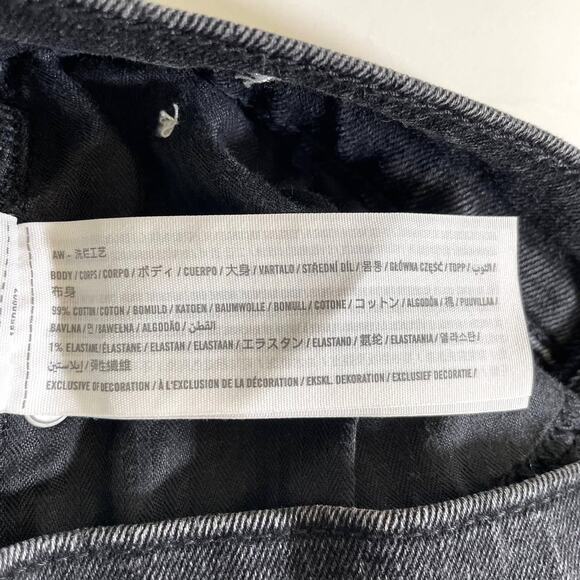 AW - 洗烂工艺
BODY / CORPS / CORPO / ボディ / CUERPO / 大身 / VARTALO / STŘEDNÍ DÍL / 몸통 / GŁÓWNA CZĘŚĆ / TOPP / الثوب /
布身
99% COTTON / COTON / BOMULD / KATOEN / BAUMWOLLE / BOMULL / COTONE / コットン / ALGODÓN / 棉 / PUUVILLAA /
BAVLNA / 면 / BAWEŁNA / ALGODÃO / القطن /
1% ELASTANE / ÉLASTANE / ELASTAN / ELASTAAN / エラスタン / ELASTANO / 氨纶 / ELASTAANIA / 엘라스탄 /
إيلاستين / 弹性纖維
EXCLUSIVE OF DECORATION / À L'EXCLUSION DE LA DÉCORATION / EKSKL. DEKORATION / EXCLUSIEF DECORATIE /